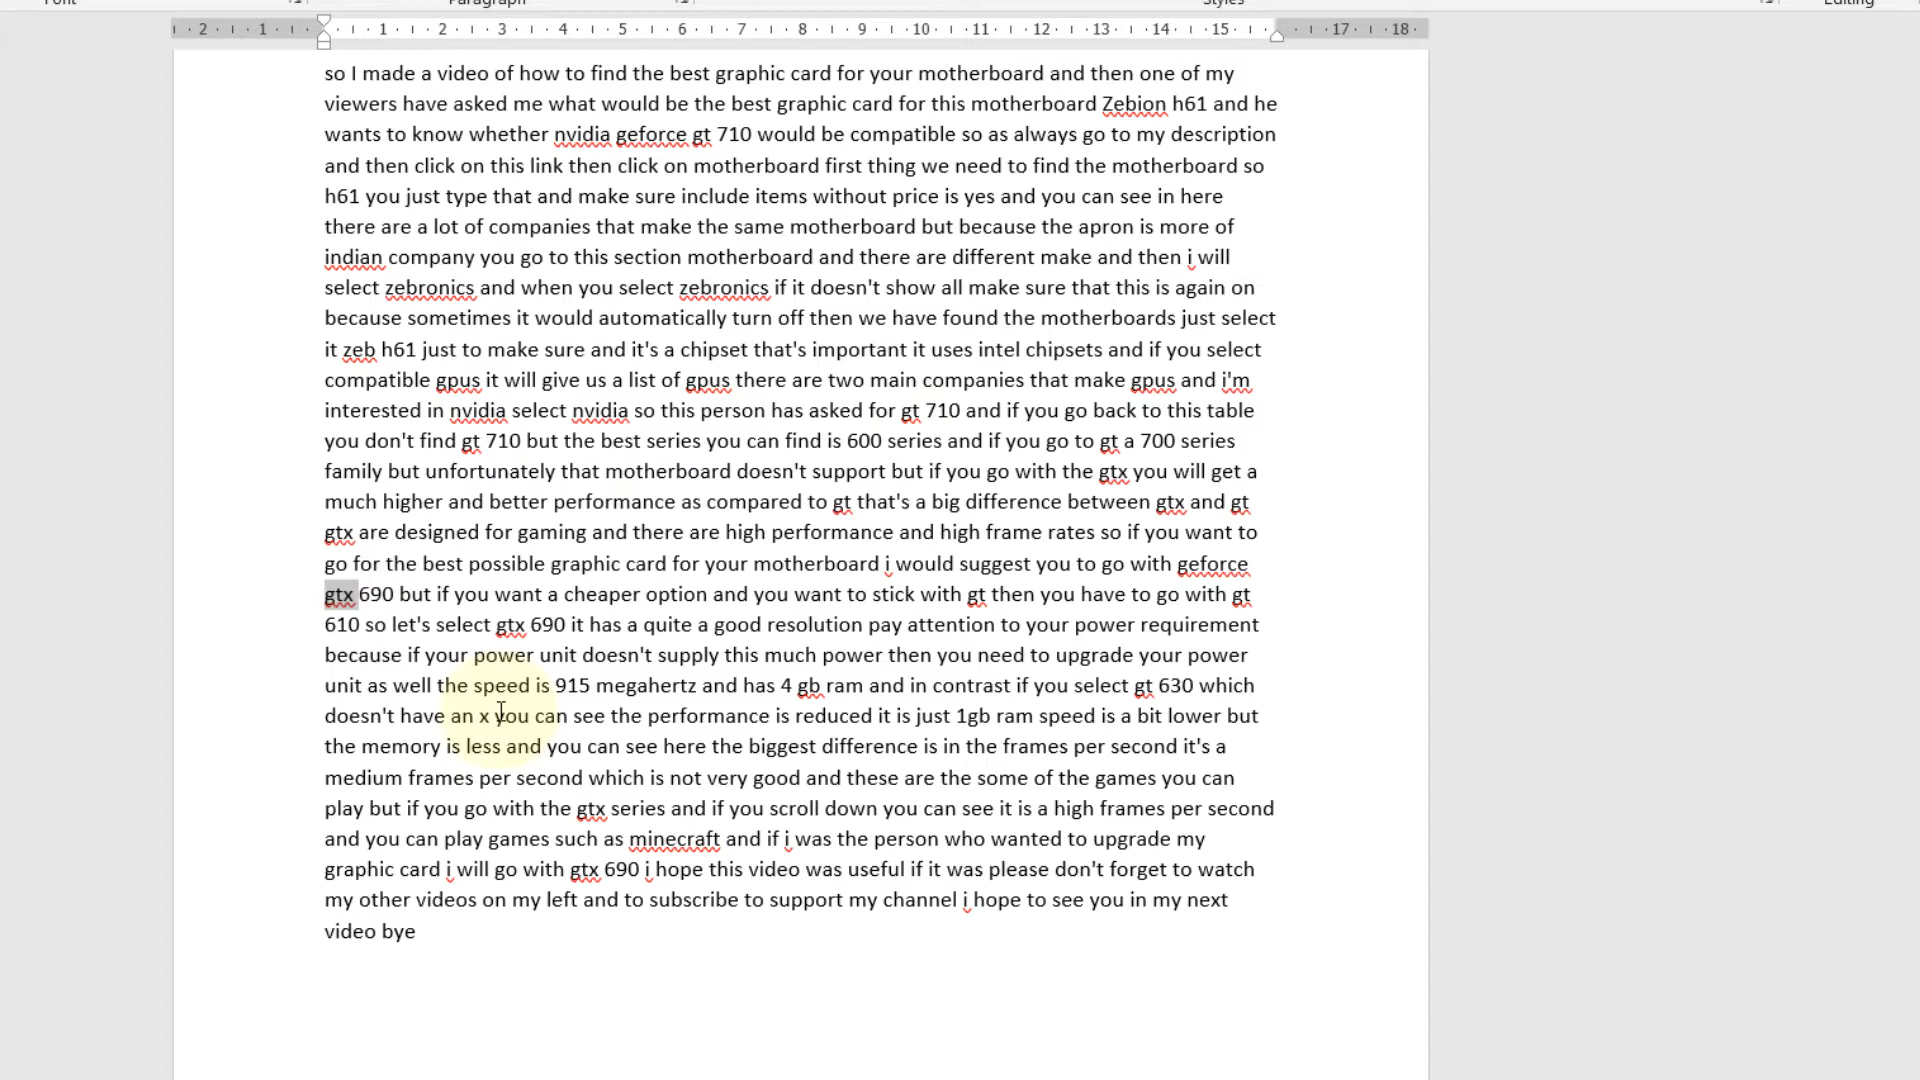 Font Paragraph Styles Editing
2 1 1 2 3 4 5 6 7 8 9 10 11 12 13 14 15 17 18
so I made a video of how to find the best graphic card for your motherboard and then one of my
viewers have asked me what would be the best graphic card for this motherboard Zebion h61 and he
wants to know whether nvidia geforce gt 710 would be compatible so as always go to my description
and then click on this link then click on motherboard first thing we need to find the motherboard so
h61 you just type that and make sure include items without price is yes and you can see in here
there are a lot of companies that make the same motherboard but because the apron is more of
indian company you go to this section motherboard and there are different make and then i will
select zebronics and when you select zebronics if it doesn't show all make sure that this is again on
because sometimes it would automatically turn off then we have found the motherboards just select
it zeb h61 just to make sure and it's a chipset that's important it uses intel chipsets and if you select
compatible gpus it will give us a list of gpus there are two main companies that make gpus and i'm
interested in nvidia select nvidia so this person has asked for gt 710 and if you go back to this table
you don't find gt 710 but the best series you can find is 600 series and if you go to gt a 700 series
family but unfortunately that motherboard doesn't support but if you go with the gtx you will get a
much higher and better performance as compared to gt that's a big difference between gtx and gt
gtx are designed for gaming and there are high performance and high frame rates so if you want to
go for the best possible graphic card for your motherboard i would suggest you to go with geforce
gtx 690 but if you want a cheaper option and you want to stick with gt then you have to go with gt
610 so let's select gtx 690 it has a quite a good resolution pay attention to your power requirement
because if your power unit doesn't supply this much power then you need to upgrade your power
unit as well the speed is 915 megahertz and has 4 gb ram and in contrast if you select gt 630 which
doesn't have an x you can see the performance is reduced it is just 1gb ram speed is a bit lower but
the memory is less and you can see here the biggest difference is in the frames per second it's a
medium frames per second which is not very good and these are the some of the games you can
play but if you go with the gtx series and if you scroll down you can see it is a high frames per second
and you can play games such as minecraft and if i was the person who wanted to upgrade my
graphic card i will go with gtx 690 i hope this video was useful if it was please don't forget to watch
my other videos on my left and to subscribe to support my channel i hope to see you in my next
video bye